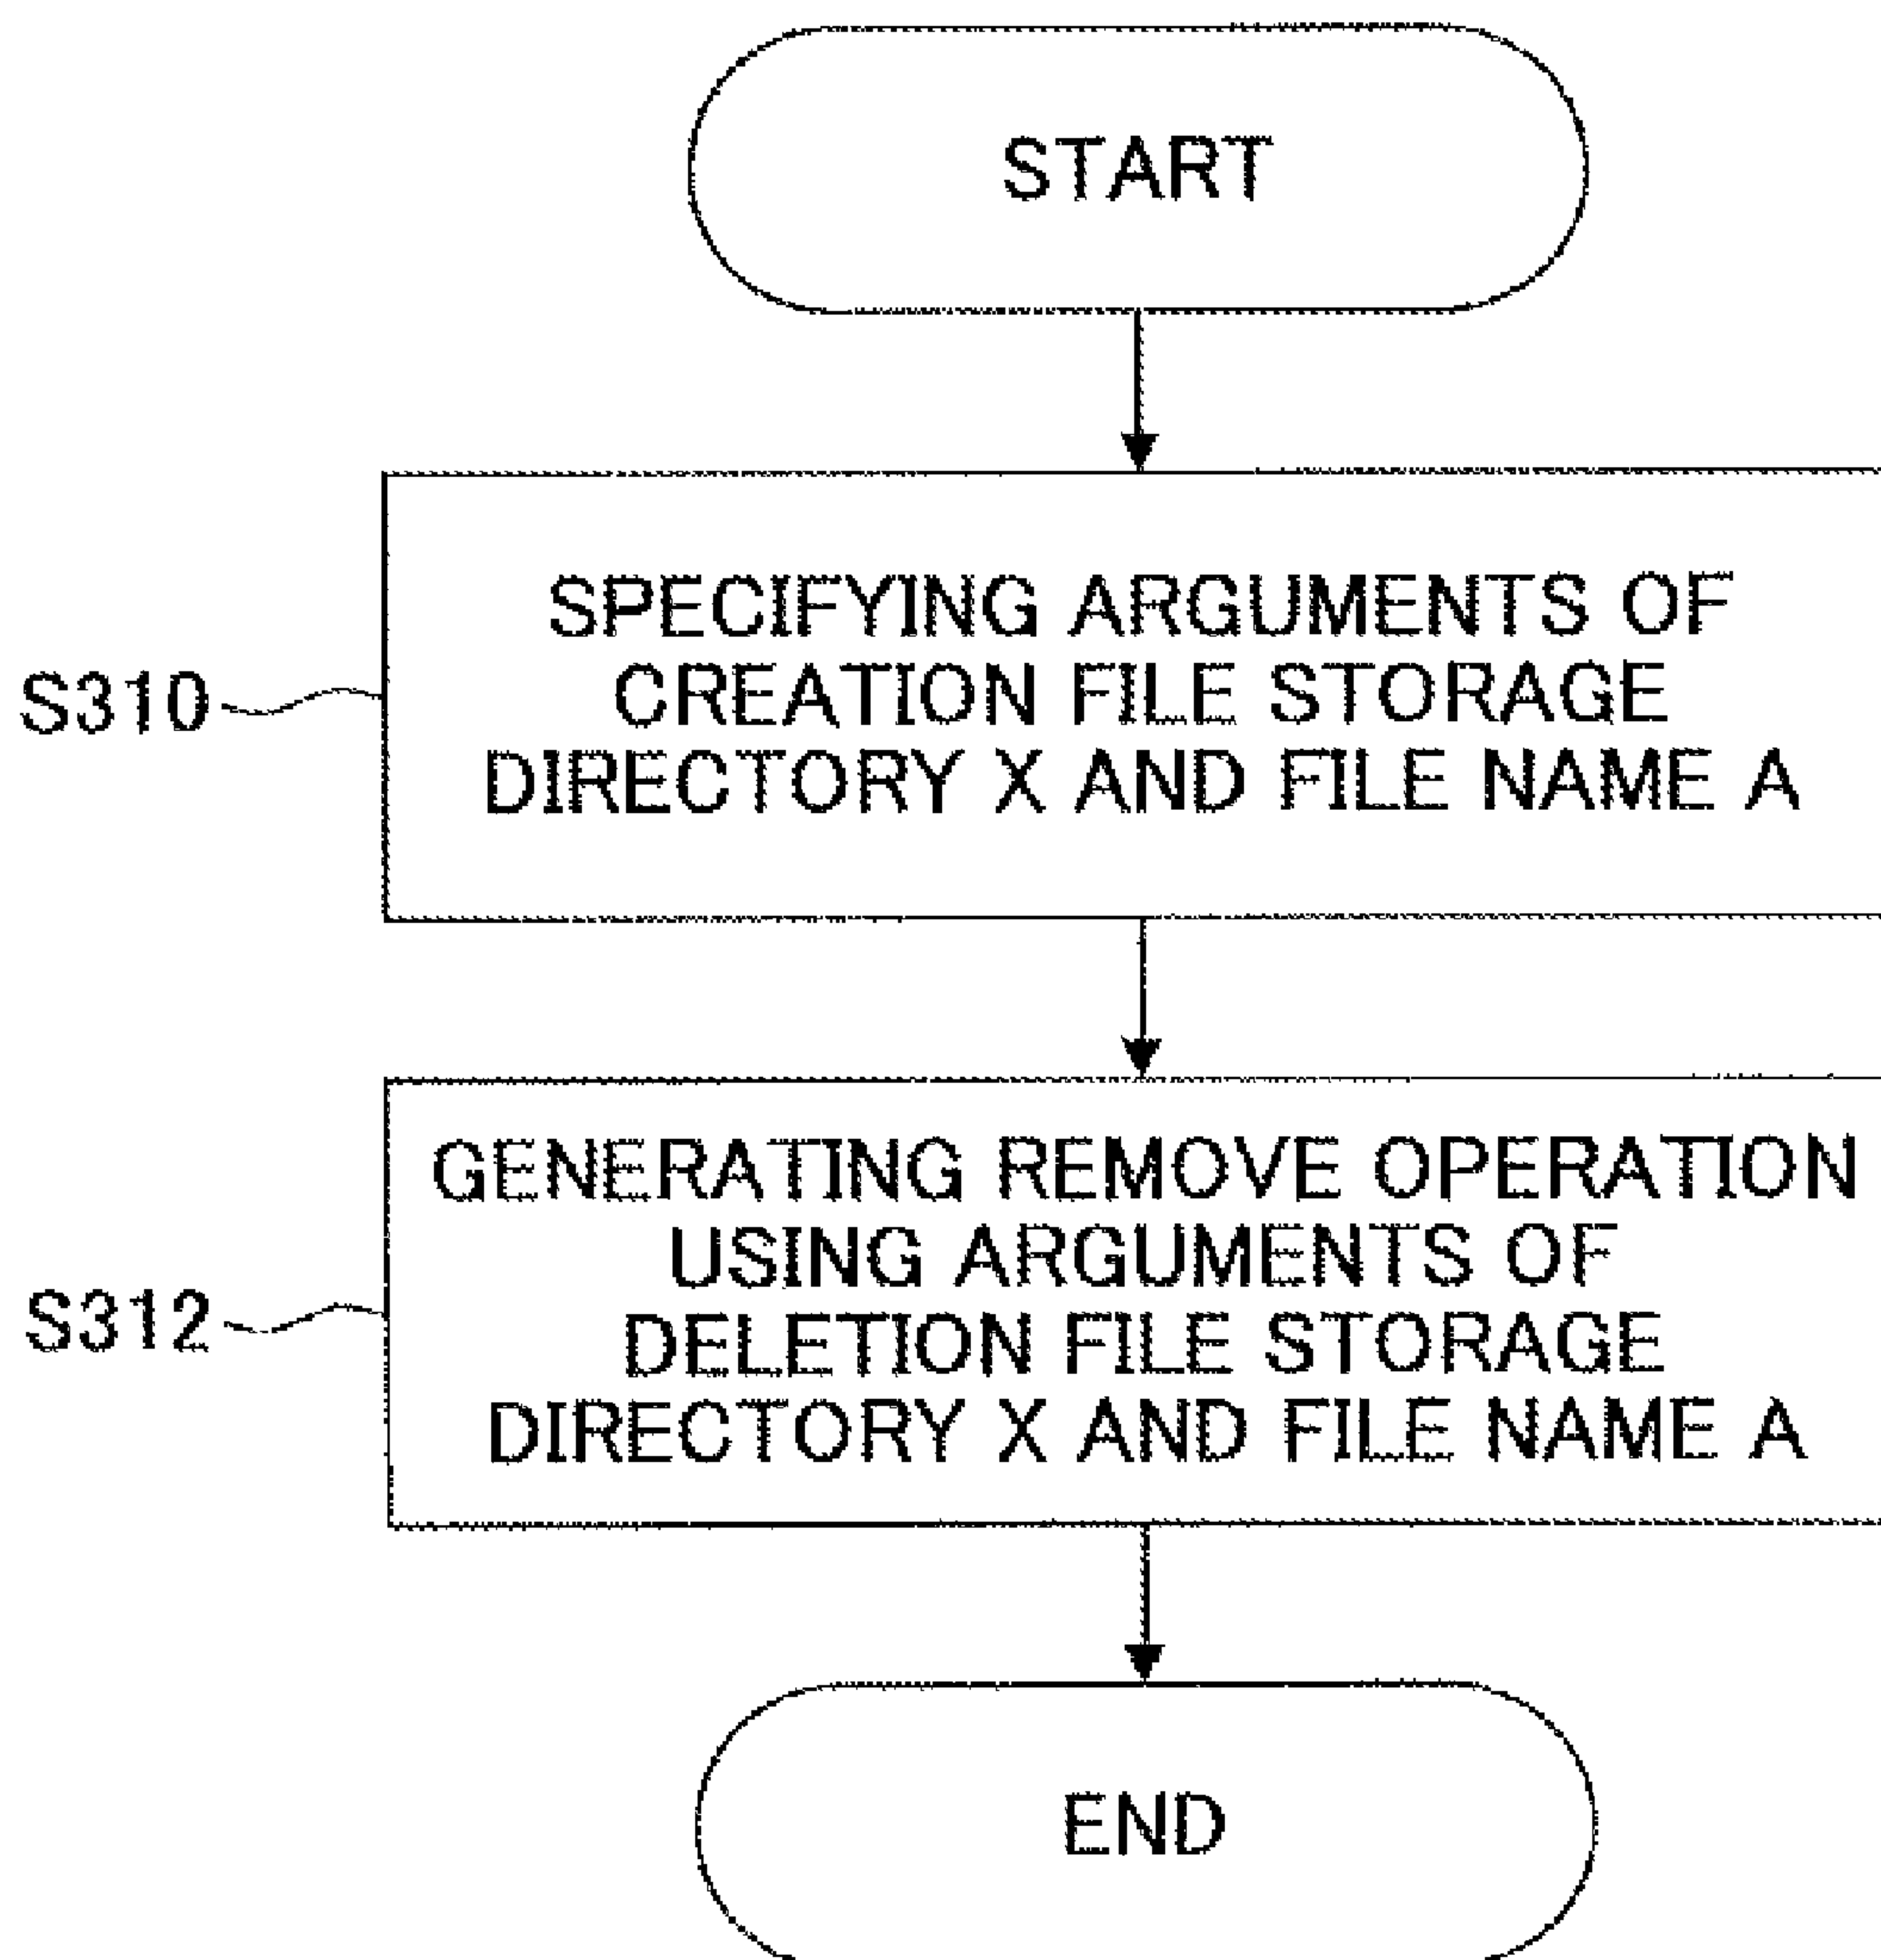 START
S310
SPECIFYING ARGUMENTS OF
CREATION FILE STORAGE
DIRECTORY X AND FILE NAME A
S312
GENERATING REMOVE OPERATION
USING ARGUMENTS OF
DELETION FILE STORAGE
DIRECTORY X AND FILE NAME A
END